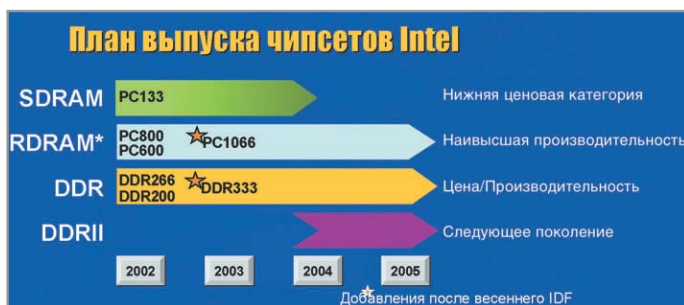 План выпуска чипсетов Intel
SDRAM PC133 Нижняя ценовая категория
RDRAM* PC800 PC1066 Наивысшая производительность
PC600
DDR DDR266 DDR333 Цена/Производительность
DDR200
DDRII Следующее поколение
2002 2003 2004 2005
Добавления после весеннего IDF